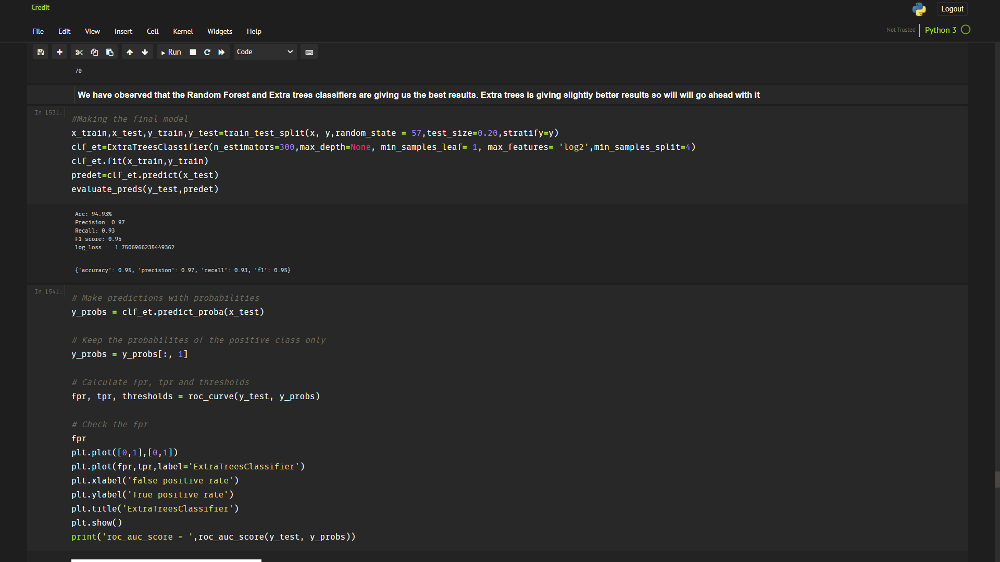 Credit
Logout
File Edit View Insert Cell Kernel Widgets Help
Not Trusted Python 3
Run Code
70
We have observed that the Random Forest and Extra trees classifiers are giving us the best results. Extra trees is giving slightly better results so will will go ahead with it
In [53]:
#Making the final model
x_train,x_test,y_train,y_test=train_test_split(x, y,random_state = 57,test_size=0.20,stratify=y)
clf_et=ExtraTreesClassifier(n_estimators=300,max_depth=None, min_samples_leaf= 1, max_features= 'log2',min_samples_split=4)
clf_et.fit(x_train,y_train)
predet=clf_et.predict(x_test)
evaluate_preds(y_test,predet)
Acc: 94.93%
Precision: 0.97
Recall: 0.93
F1 score: 0.95
log_loss :  1.7506966235449362
{'accuracy': 0.95, 'precision': 0.97, 'recall': 0.93, 'f1': 0.95}
In [54]:
# Make predictions with probabilities
y_probs = clf_et.predict_proba(x_test)
# Keep the probabilites of the positive class only
y_probs = y_probs[:, 1]
# Calculate fpr, tpr and thresholds
fpr, tpr, thresholds = roc_curve(y_test, y_probs)
# Check the fpr
fpr
plt.plot([0,1],[0,1])
plt.plot(fpr,tpr,label='ExtraTreesClassifier')
plt.xlabel('false positive rate')
plt.ylabel('True positive rate')
plt.title('ExtraTreesClassifier')
plt.show()
print('roc_auc_score = ',roc_auc_score(y_test, y_probs))